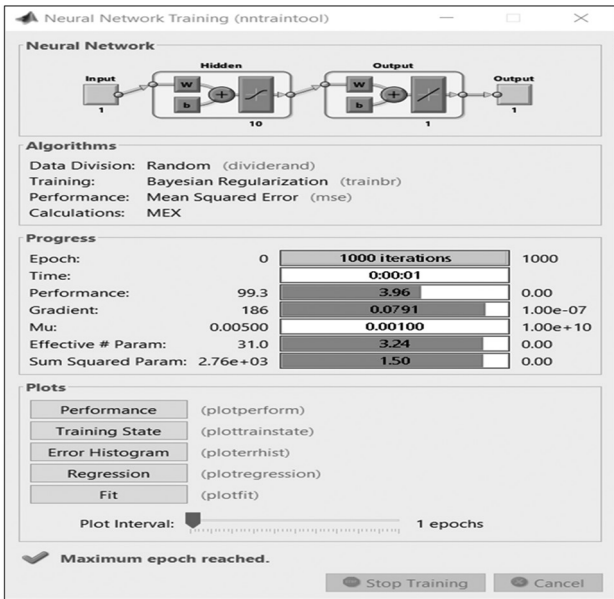 Neural Network Training (nntraintool)
Neural Network
Hidden Output
Input W b + W b + Output
1 10 1 1
Algorithms
Data Division: Random (dividerand)
Training: Bayesian Regularization (trainbr)
Performance: Mean Squared Error (mse)
Calculations: MEX
Progress
Epoch: 0 1000 iterations 1000
Time: 0:00:01
Performance: 99.3 3.96 0.00
Gradient: 186 0.0791 1.00e-07
Mu: 0.00500 0.00100 1.00e+10
Effective # Param: 31.0 3.24 0.00
Sum Squared Param: 2.76e+03 1.50 0.00
Plots
Performance (plotperform)
Training State (plottrainstate)
Error Histogram (ploterrhist)
Regression (plotregression)
Fit (plotfit)
Plot Interval: 1 epochs
Maximum epoch reached.
Stop Training Cancel